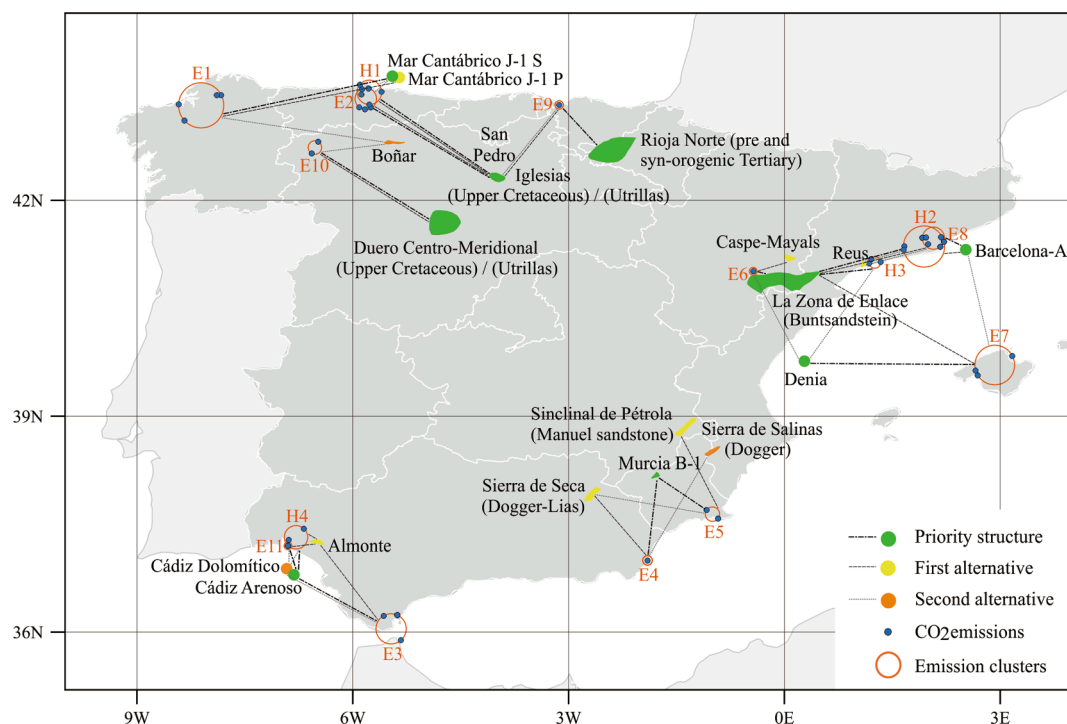 E1
H1
Mar Cantábrico J-1 S
Mar Cantábrico J-1 P
E2
E9
San
Pedro
Rioja Norte (pre and
syn-orogenic Tertiary)
E10
Boñar
Iglesias
(Upper Cretaceous) / (Utrillas)
42N
Duero Centro-Meridional
(Upper Cretaceous) / (Utrillas)
H2
E8
Caspe-Mayals
Reus
Barcelona-A
E6
H3
La Zona de Enlace
(Buntsandstein)
E7
Denia
39N
Sinclinal de Pétrola
(Manuel sandstone)
Sierra de Salinas
(Dogger)
Murcia B-1
Sierra de Seca
(Dogger-Lias)
H4
E5
E11
Almonte
Cádiz Dolomítico
Cádiz Arenoso
E4
36N
E3
Priority structure
First alternative
Second alternative
CO2emissions
Emission clusters
9W
6W
3W
0E
3E